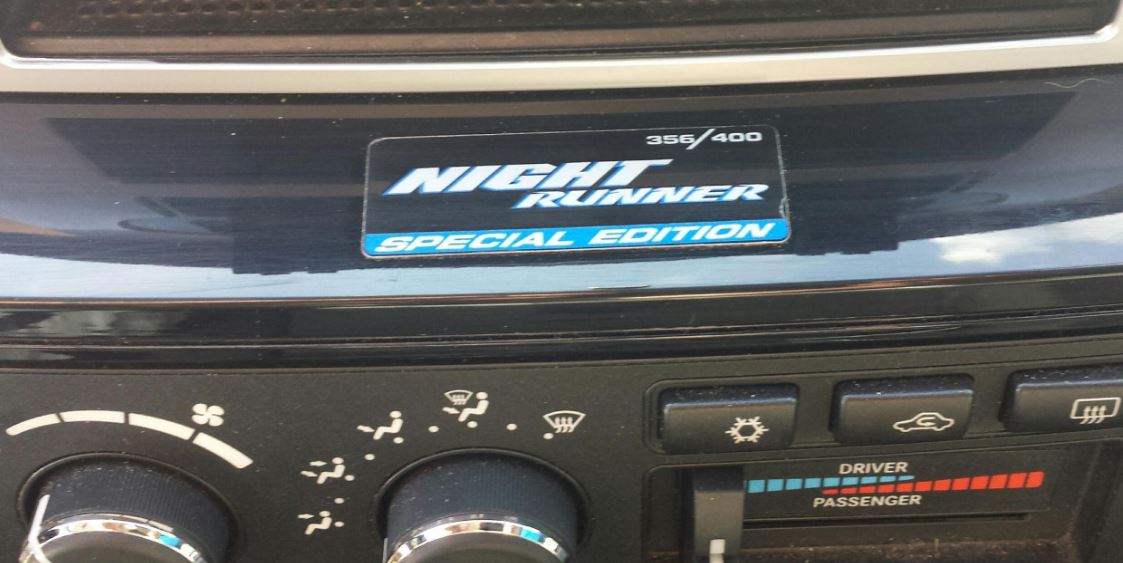 356/400
NIGHT
RUNNER
SPECIAL EDITION
DRIVER
PASSENGER